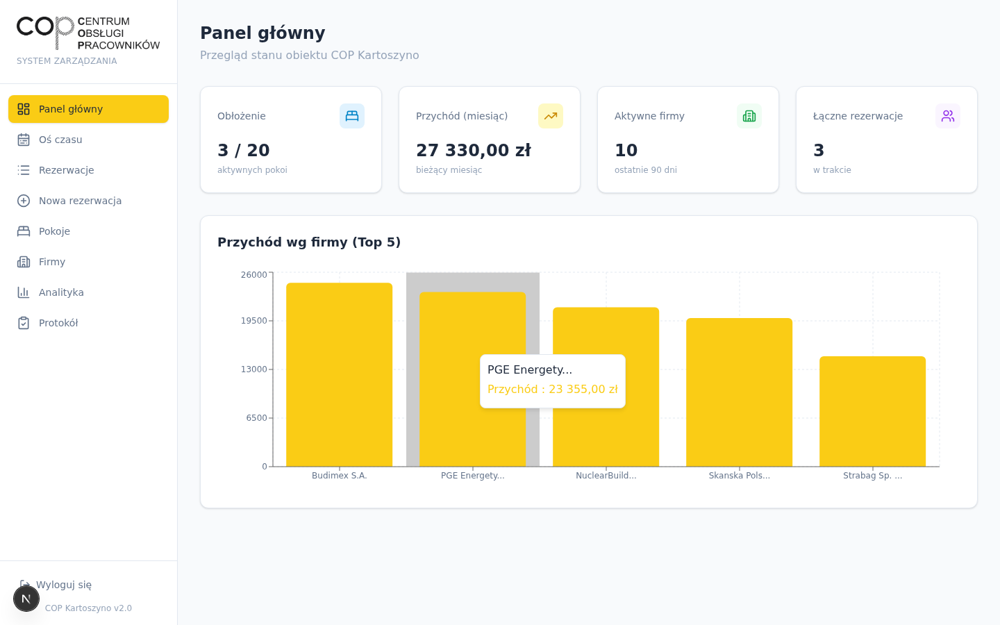 COP CENTRUM
OBSŁUGI
PRACOWNIKÓW
SYSTEM ZARZĄDZANIA
Panel główny
Oś czasu
Rezerwacje
Nowa rezerwacja
Pokoje
Firmy
Analityka
Protokół
Wyloguj się
N
COP Kartoszyno v2.0
Panel główny
Przegląd stanu obiektu COP Kartoszyno
Obłożenie
3 / 20
aktywnych pokoi
Przychód (miesiąc)
27 330,00 zł
bieżący miesiąc
Aktywne firmy
10
ostatnie 90 dni
Łączne rezerwacje
3
w trakcie
Przychód wg firmy (Top 5)
26000
19500
13000
6500
0
PGE Energety...
Przychód : 23 355,00 zł
Budimex S.A.
PGE Energety...
NuclearBuild...
Skanska Pols...
Strabag Sp. ...